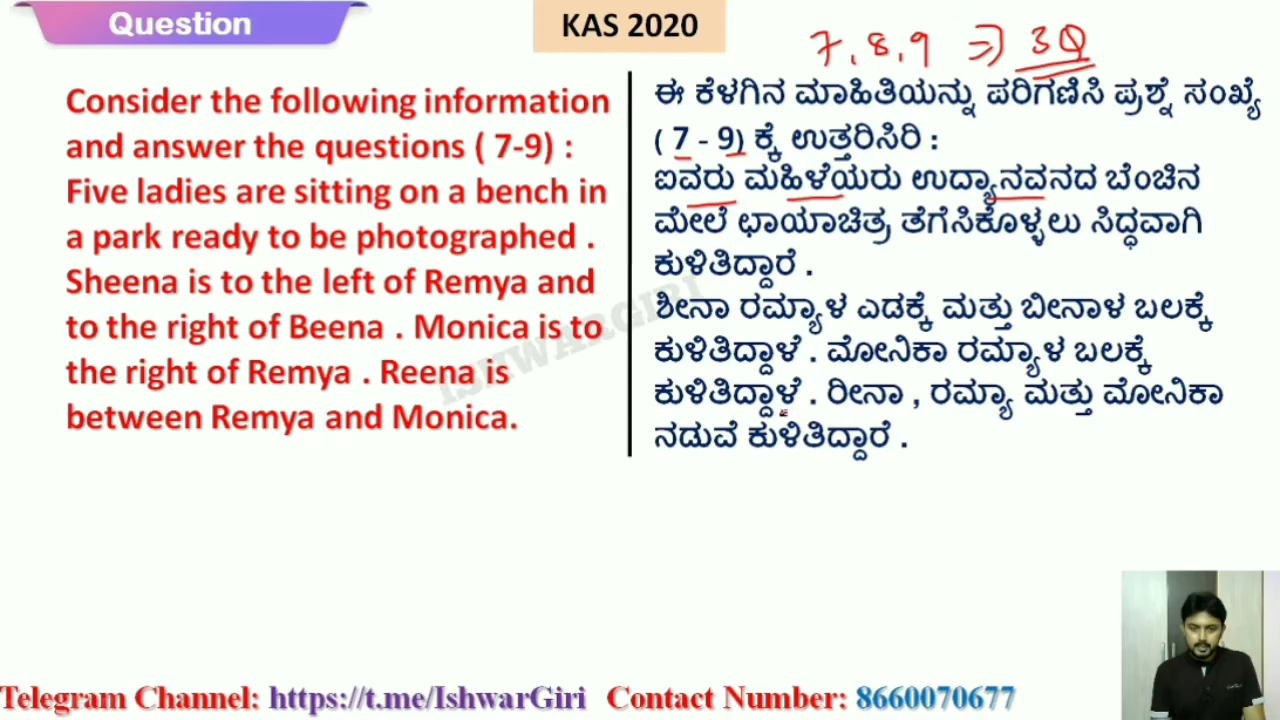 Question
KAS 2020
7, 8, 9 => 3Q
Consider the following information
and answer the questions ( 7-9) :
Five ladies are sitting on a bench in
a park ready to be photographed .
Sheena is to the left of Remya and
to the right of Beena . Monica is to
the right of Remya . Reena is
between Remya and Monica.
ಈ ಕೆಳಗಿನ ಮಾಹಿತಿಯನ್ನು ಪರಿಗಣಿಸಿ ಪ್ರಶ್ನೆ ಸಂಖ್ಯೆ
( 7 - 9) ಕ್ಕೆ ಉತ್ತರಿಸಿರಿ :
ಐವರು ಮಹಿಳೆಯರು ಉದ್ಯಾನವನದ ಬೆಂಚಿನ
ಮೇಲೆ ಛಾಯಾಚಿತ್ರ ತೆಗೆಸಿಕೊಳ್ಳಲು ಸಿದ್ಧವಾಗಿ
ಕುಳಿತಿದ್ದಾರೆ .
ಶೀನಾ ರಮ್ಯಾಳ ಎಡಕ್ಕೆ ಮತ್ತು ಬೀನಾಳ ಬಲಕ್ಕೆ
ಕುಳಿತಿದ್ದಾಳೆ . ಮೋನಿಕಾ ರಮ್ಯಾಳ ಬಲಕ್ಕೆ
ಕುಳಿತಿದ್ದಾಳೆ . ರೀನಾ , ರಮ್ಯಾ ಮತ್ತು ಮೋನಿಕಾ
ನಡುವೆ ಕುಳಿತಿದ್ದಾರೆ .
ISHWARGIRI
Telegram Channel: https://t.me/IshwarGiri Contact Number: 8660070677